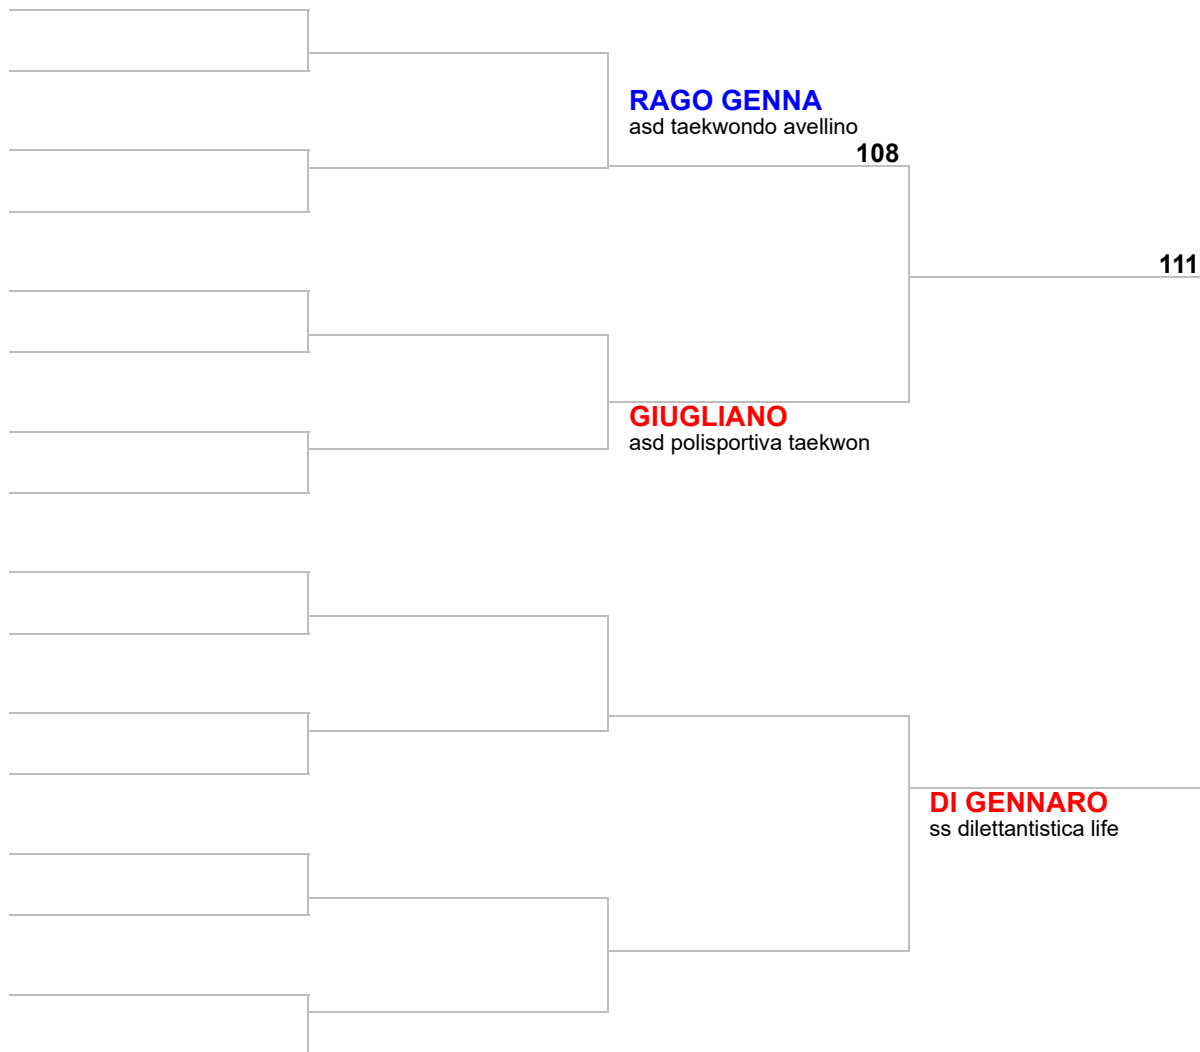 RAGO GENNA
asd taekwondo avellino
108
111
GIUGLIANO
asd polisportiva taekwon
DI GENNARO
ss dilettantistica life